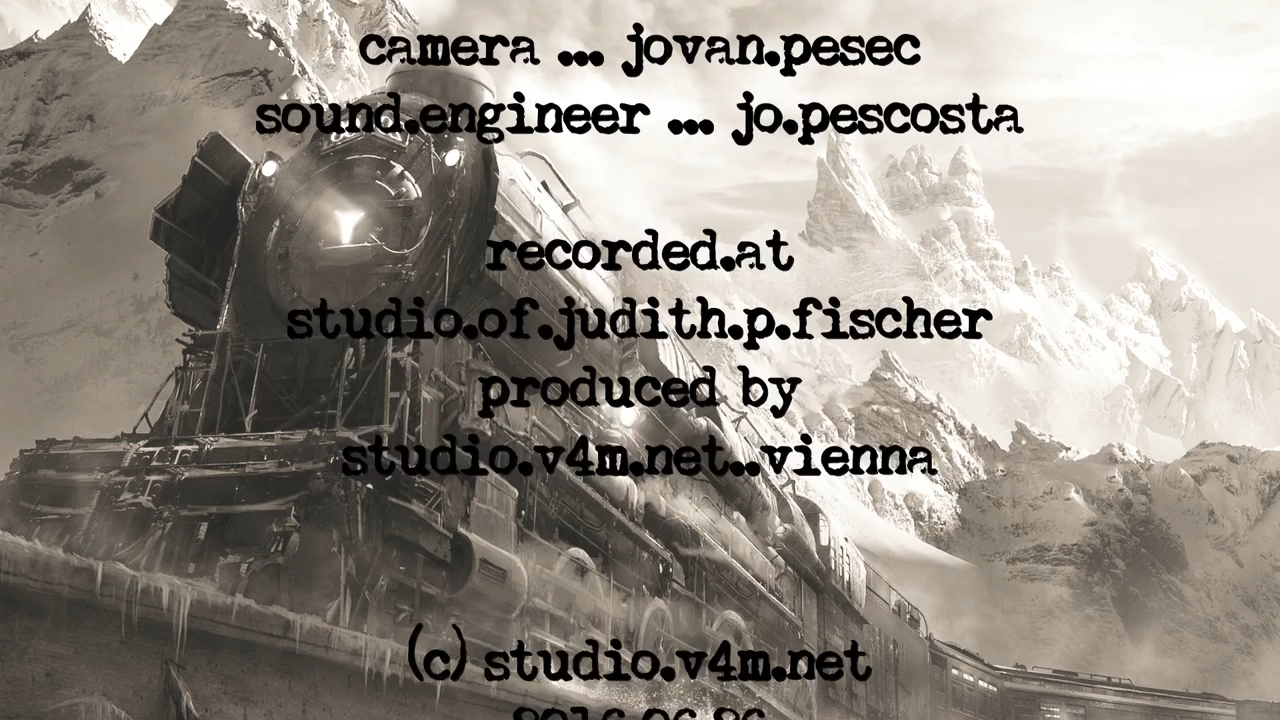 camera ... jovan.pesec
sound.engineer ... jo.pescosta
recorded.at
studio.of.judith.p.fischer
produced by
studio.v4m.net..vienna
(c) studio.v4m.net